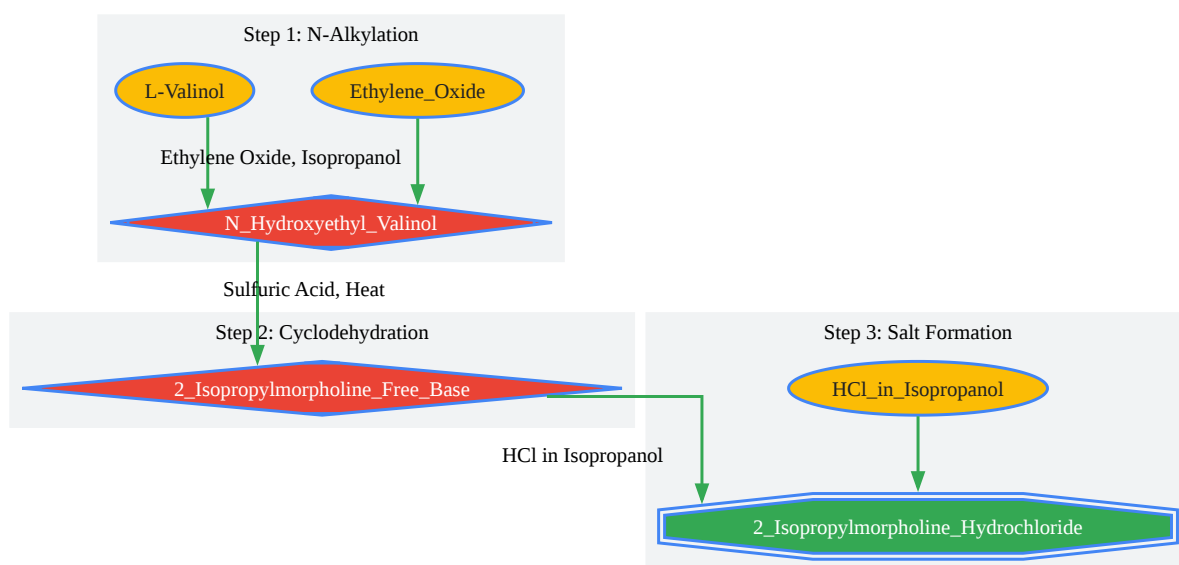 Step 1: N-Alkylation
L-Valinol
Ethylene_Oxide
Ethylene Oxide, Isopropanol
N_Hydroxyethyl_Valinol
Sulfuric Acid, Heat
Step 2: Cyclodehydration
2_Isopropylmorpholine_Free_Base
Step 3: Salt Formation
HCl_in_Isopropanol
HCl in Isopropanol
2_Isopropylmorpholine_Hydrochloride